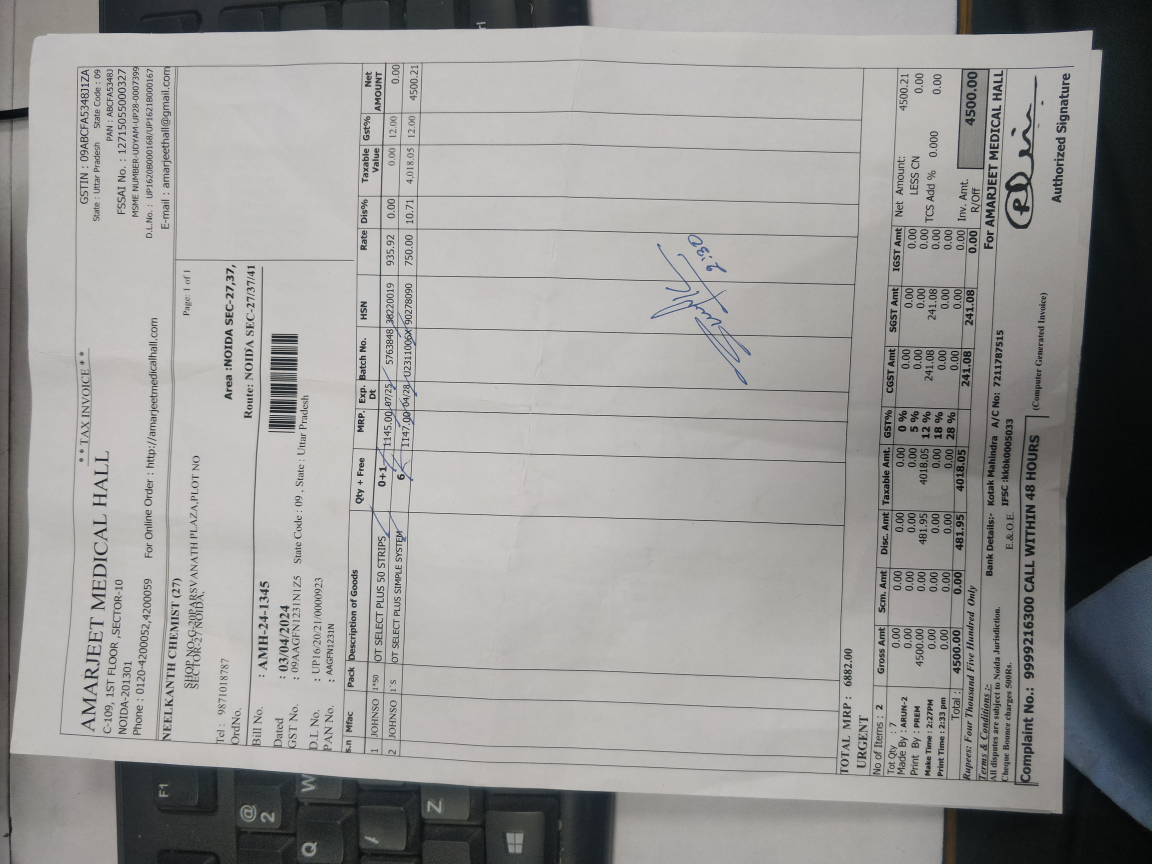 * * TAX INVOICE * *
AMARJEET MEDICAL HALL
C-109, 1ST FLOOR ,SECTOR-10
NOIDA-201301
Phone : 0120-4200052,4200059 For Online Order : http://amarjeetmedicalhall.com
GSTIN : 09ABCFA5348J1ZA
State : Uttar Pradesh State Code : 09
PAN : ABCFA5348J
FSSAI No. : 12715055000327
MSME NUMBER-UDYAM-UP28-0007399
D.L.No. : UP1620B000168/UP1621B000167
E-mail : amarjeethall@gmail.com
NEELKANTH CHEMIST (27)
SHOP NO-G-20PARSVANATH PLAZA,PLOT NO
SECTOR-27 NOIDA.
Page: 1 of 1
Tel : 9871018787
OrdNo.
Area :NOIDA SEC-27,37,
Route: NOIDA SEC-27/37/41
Bill No. : AMH-24-1345
Dated : 03/04/2024
GST No. : 09AAGFN1231N1Z5 State Code : 09 , State : Uttar Pradesh
D.L No. : UP16/20/21/0000923
PAN No. : AAGFN1231N
S.n Mfac Pack Description of Goods Qty + Free MRP. Exp. Dt Batch No. HSN Rate Dis% Taxable Value Gst% Net AMOUNT
1 JOHNSO 1*50 OT SELECT PLUS 50 STRIPS 0+1 1145.00 07/25 5763848 38220019 935.92 0.00 0.00 12.00 0.00
2 JOHNSO 1`S OT SELECT PLUS SIMPLE SYSTEM 6 1147.00 04/28 U2311006X 90278090 750.00 10.71 4,018.05 12.00 4500.21
2:30
TOTAL MRP : 6882.00
URGENT
No of Items : 2 Gross Amt Scm. Amt Disc. Amt Taxable Amt. GST% CGST Amt SGST Amt IGST Amt Net Amount: 4500.21
Tot Qty : 7 0.00 0.00 0.00 0.00 0 % 0.00 0.00 0.00 LESS CN 0.00
Made By : ARUN-2 0.00 0.00 0.00 0.00 5 % 0.00 0.00 0.00 TCS Add % 0.000 0.00
Print By : PREM 4500.00 0.00 481.95 4018.05 12 % 241.08 241.08 0.00
Make Time : 2:27PM 0.00 0.00 0.00 0.00 18 % 0.00 0.00 0.00
Print Time : 2:33 pm 0.00 0.00 0.00 0.00 28 % 0.00 0.00 0.00 Inv. Amt. 4500.00
Total : 4500.00 0.00 481.95 4018.05 241.08 241.08 0.00 R/Off
Rupees: Four Thousand Five Hundred Only
Terms & Conditions :-
Bank Details:- Kotak Mahindra A/C No: 7211787515
For AMARJEET MEDICAL HALL
All disputes are subject to Noida Jurisdiction.
IFSC :kkbk0005033
Cheque Bounce charges 500Rs.
E.& O.E.
Complaint No.: 9999216300 CALL WITHIN 48 HOURS
(Computer Generated Invoice)
Authorized Signature
F1
@
2
Q
W
Z